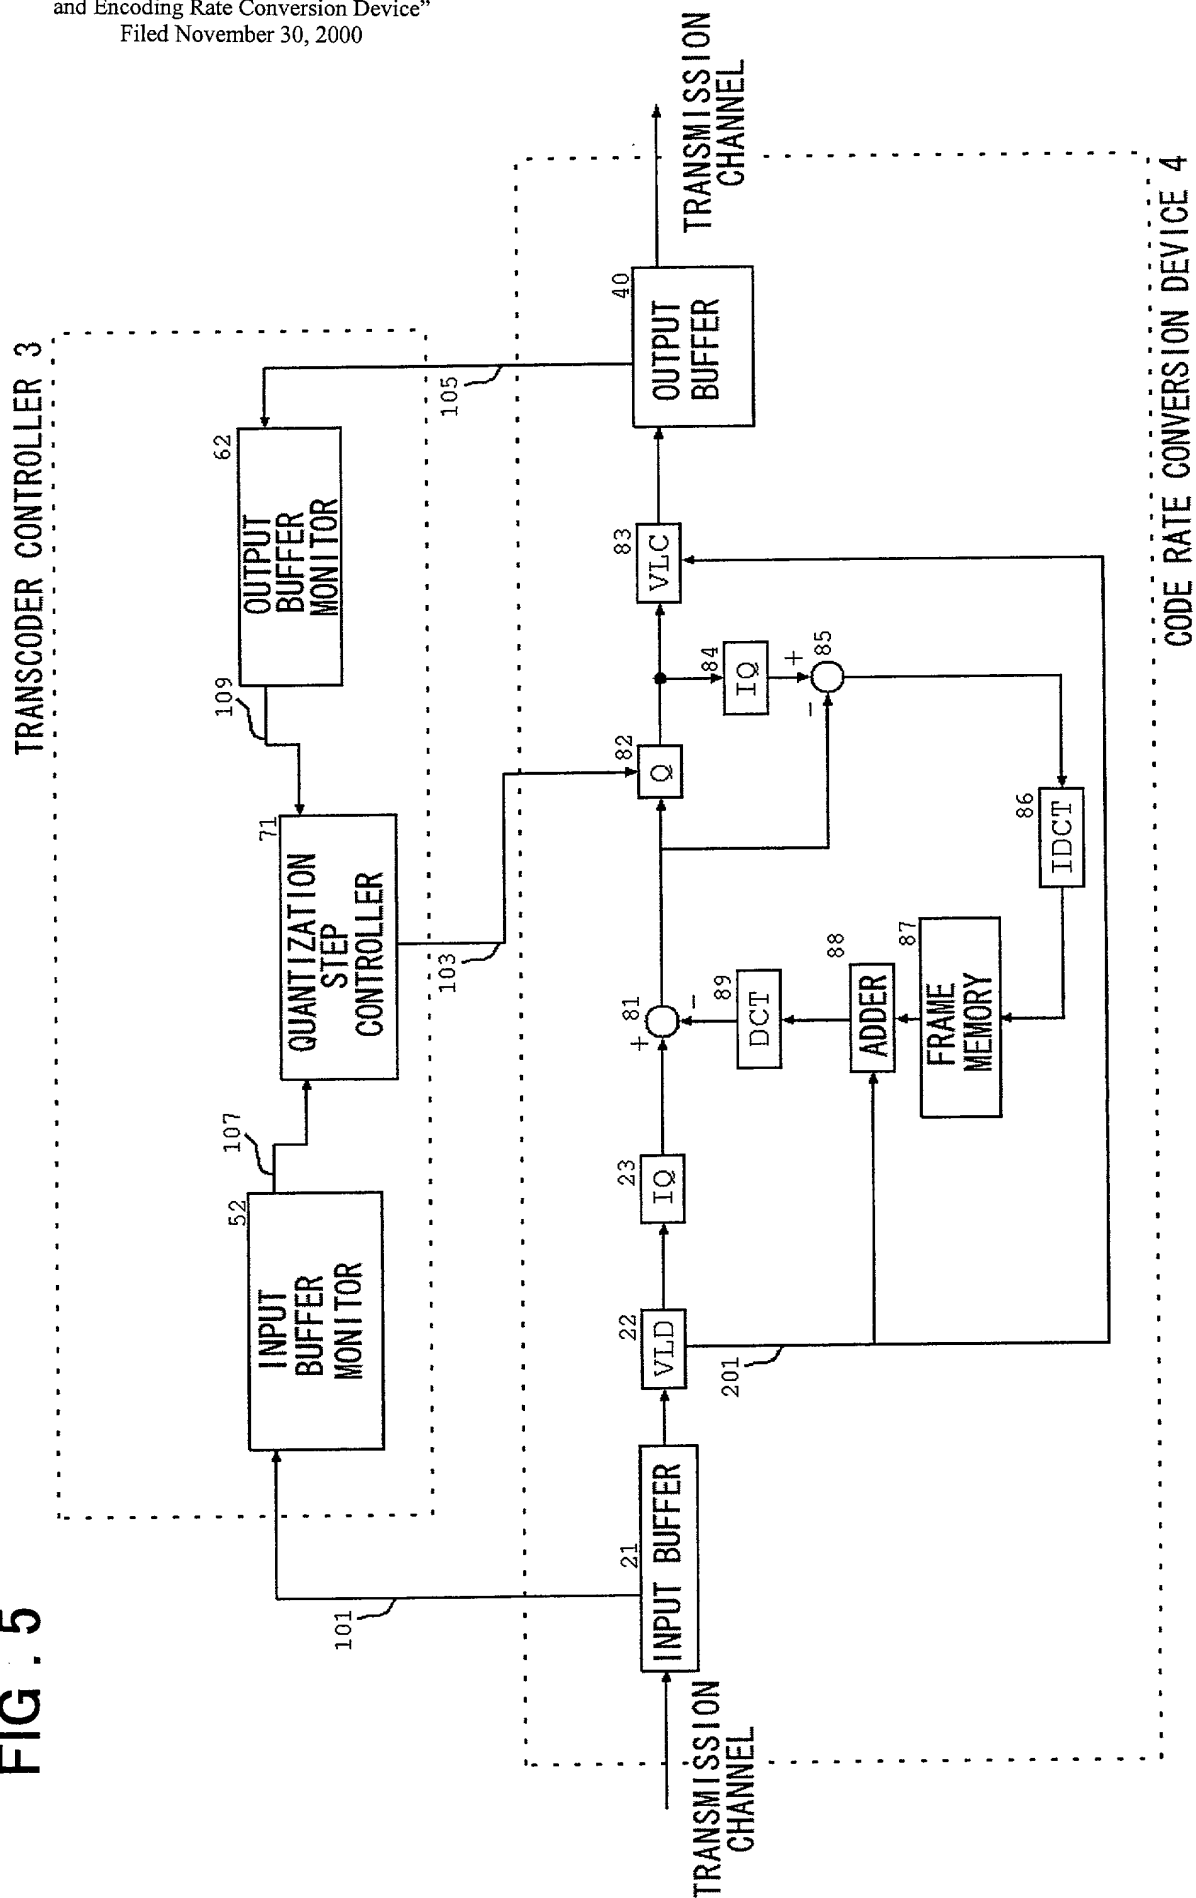 and Encoding Rate Conversion Device”
Filed November 30, 2000
FIG. 5
TRANSCODER CONTROLLER 3
INPUT
BUFFER
MONITOR
52
107
QUANTIZATION
STEP
CONTROLLER
71
109
OUTPUT
BUFFER
MONITOR
62
101
103
105
TRANSMISSION
CHANNEL
INPUT BUFFER
21
VLD
22
201
IQ
23
+
81
-
DCT
89
ADDER
88
FRAME
MEMORY
87
Q
82
IQ
84
+
-
85
IDCT
86
VLC
83
OUTPUT
BUFFER
40
TRANSMISSION
CHANNEL
CODE RATE CONVERSION DEVICE 4